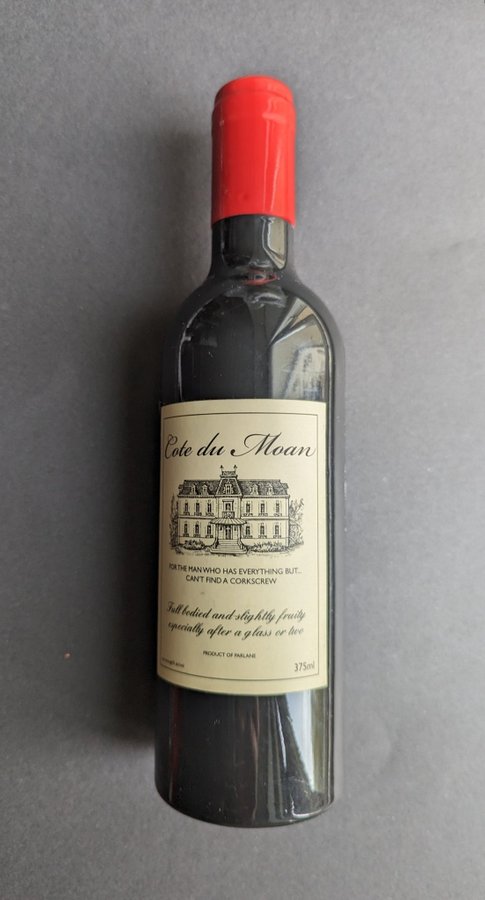 Cote du Moan
FOR THE MAN WHO HAS EVERYTHING BUT...
CAN'T FIND A CORKSCREW
Full bodied and slightly fruity
especially after a glass or two
PRODUCT OF PARLANE
375ml